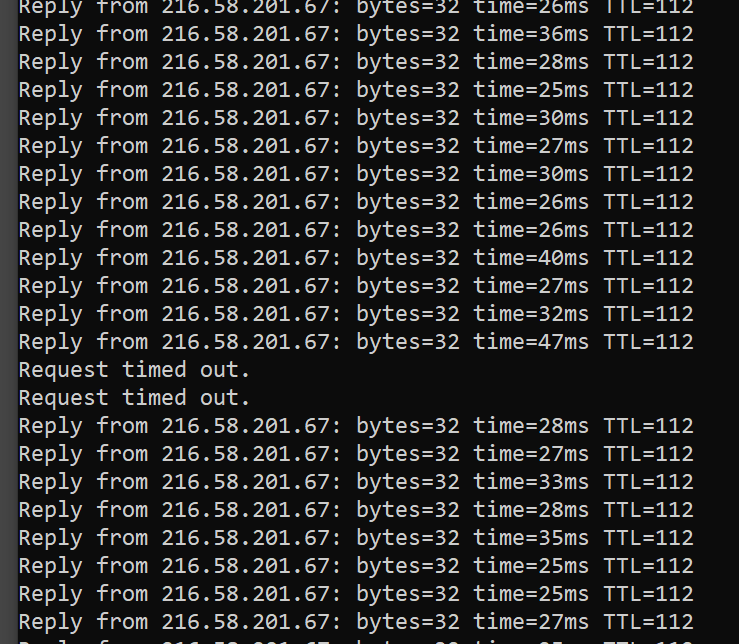 Reply from 216.58.201.67: bytes=32 time=26ms TTL=112
Reply from 216.58.201.67: bytes=32 time=36ms TTL=112
Reply from 216.58.201.67: bytes=32 time=28ms TTL=112
Reply from 216.58.201.67: bytes=32 time=25ms TTL=112
Reply from 216.58.201.67: bytes=32 time=30ms TTL=112
Reply from 216.58.201.67: bytes=32 time=27ms TTL=112
Reply from 216.58.201.67: bytes=32 time=30ms TTL=112
Reply from 216.58.201.67: bytes=32 time=26ms TTL=112
Reply from 216.58.201.67: bytes=32 time=26ms TTL=112
Reply from 216.58.201.67: bytes=32 time=40ms TTL=112
Reply from 216.58.201.67: bytes=32 time=27ms TTL=112
Reply from 216.58.201.67: bytes=32 time=32ms TTL=112
Reply from 216.58.201.67: bytes=32 time=47ms TTL=112
Request timed out.
Request timed out.
Reply from 216.58.201.67: bytes=32 time=28ms TTL=112
Reply from 216.58.201.67: bytes=32 time=27ms TTL=112
Reply from 216.58.201.67: bytes=32 time=33ms TTL=112
Reply from 216.58.201.67: bytes=32 time=28ms TTL=112
Reply from 216.58.201.67: bytes=32 time=35ms TTL=112
Reply from 216.58.201.67: bytes=32 time=25ms TTL=112
Reply from 216.58.201.67: bytes=32 time=25ms TTL=112
Reply from 216.58.201.67: bytes=32 time=27ms TTL=112